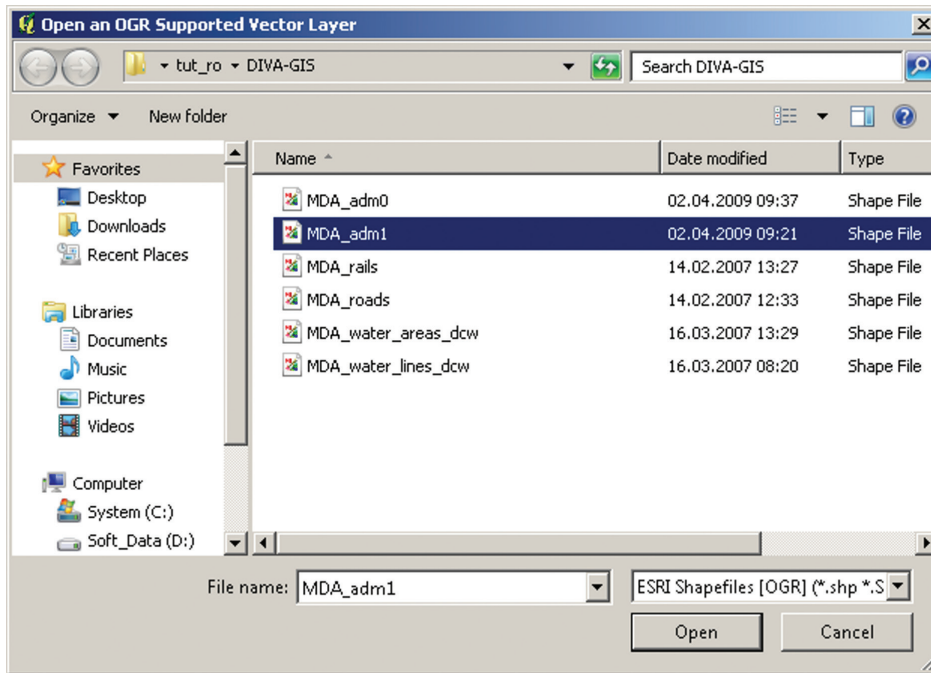 Open an OGR Supported Vector Layer
tut_ro DIVA-GIS
Search DIVA-GIS
Organize New folder
Favorites
Desktop
Downloads
Recent Places
Libraries
Documents
Music
Pictures
Videos
Computer
System (C:)
Soft_Data (D:)
Name Date modified Type
MDA_adm0 02.04.2009 09:37 Shape File
MDA_adm1 02.04.2009 09:21 Shape File
MDA_rails 14.02.2007 13:27 Shape File
MDA_roads 14.02.2007 12:33 Shape File
MDA_water_areas_dcw 16.03.2007 13:29 Shape File
MDA_water_lines_dcw 16.03.2007 08:20 Shape File
File name: MDA_adm1
ESRI Shapefiles [OGR] (*.shp *.S
Open Cancel